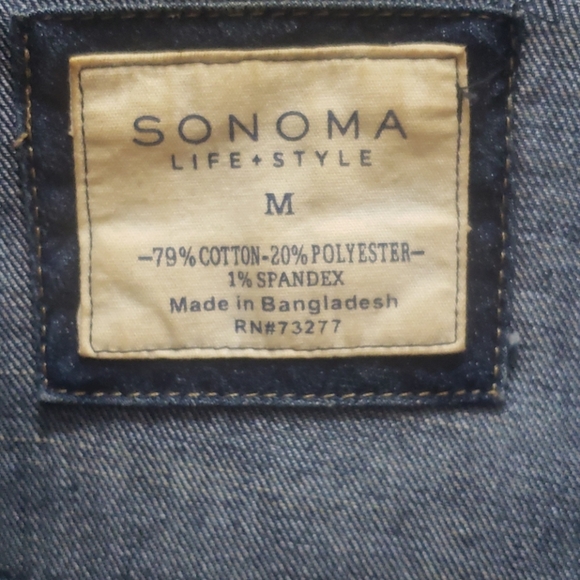 SONOMA
LIFE+STYLE
M
-79%COTTON-20%POLYESTER-
1%SPANDEX
Made in Bangladesh
RN#73277